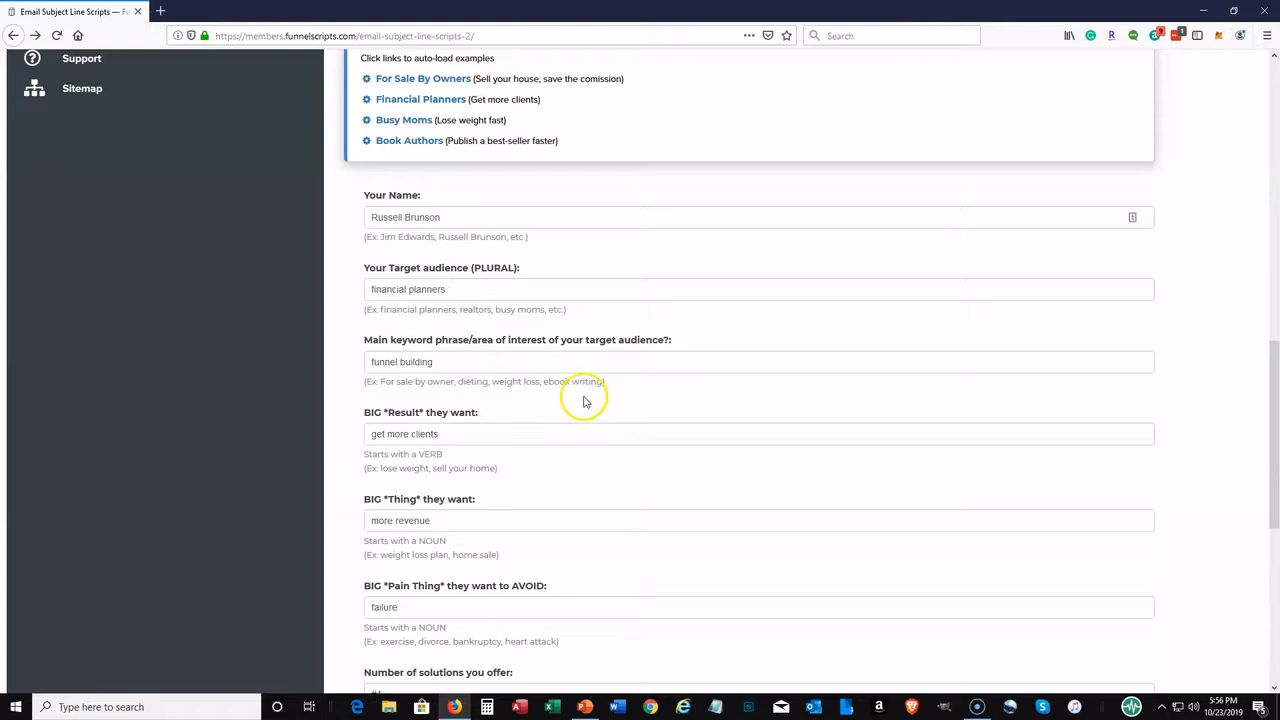 Email Subject Line Scripts — Fu
https://members.funnelscripts.com/email-subject-line-scripts-2/
Search
Support
Sitemap
Click links to auto-load examples
For Sale By Owners (Sell your house, save the comission)
Financial Planners (Get more clients)
Busy Moms (Lose weight fast)
Book Authors (Publish a best-seller faster)
Your Name:
Russell Brunson
(Ex: Jim Edwards, Russell Brunson, etc.)
Your Target audience (PLURAL):
financial planners
(Ex: financial planners, realtors, busy moms, etc.)
Main keyword phrase/area of interest of your target audience?:
funnel building
(Ex: For sale by owner, dieting, weight loss, ebook writing)
BIG *Result* they want:
get more clients
Starts with a VERB
(Ex: lose weight, sell your home)
BIG *Thing* they want:
more revenue
Starts with a NOUN
(Ex: weight loss plan, home sale)
BIG *Pain Thing* they want to AVOID:
failure
Starts with a NOUN
(Ex: exercise, divorce, bankruptcy, heart attack)
Number of solutions you offer:
Type here to search
5:56 PM
10/23/2019